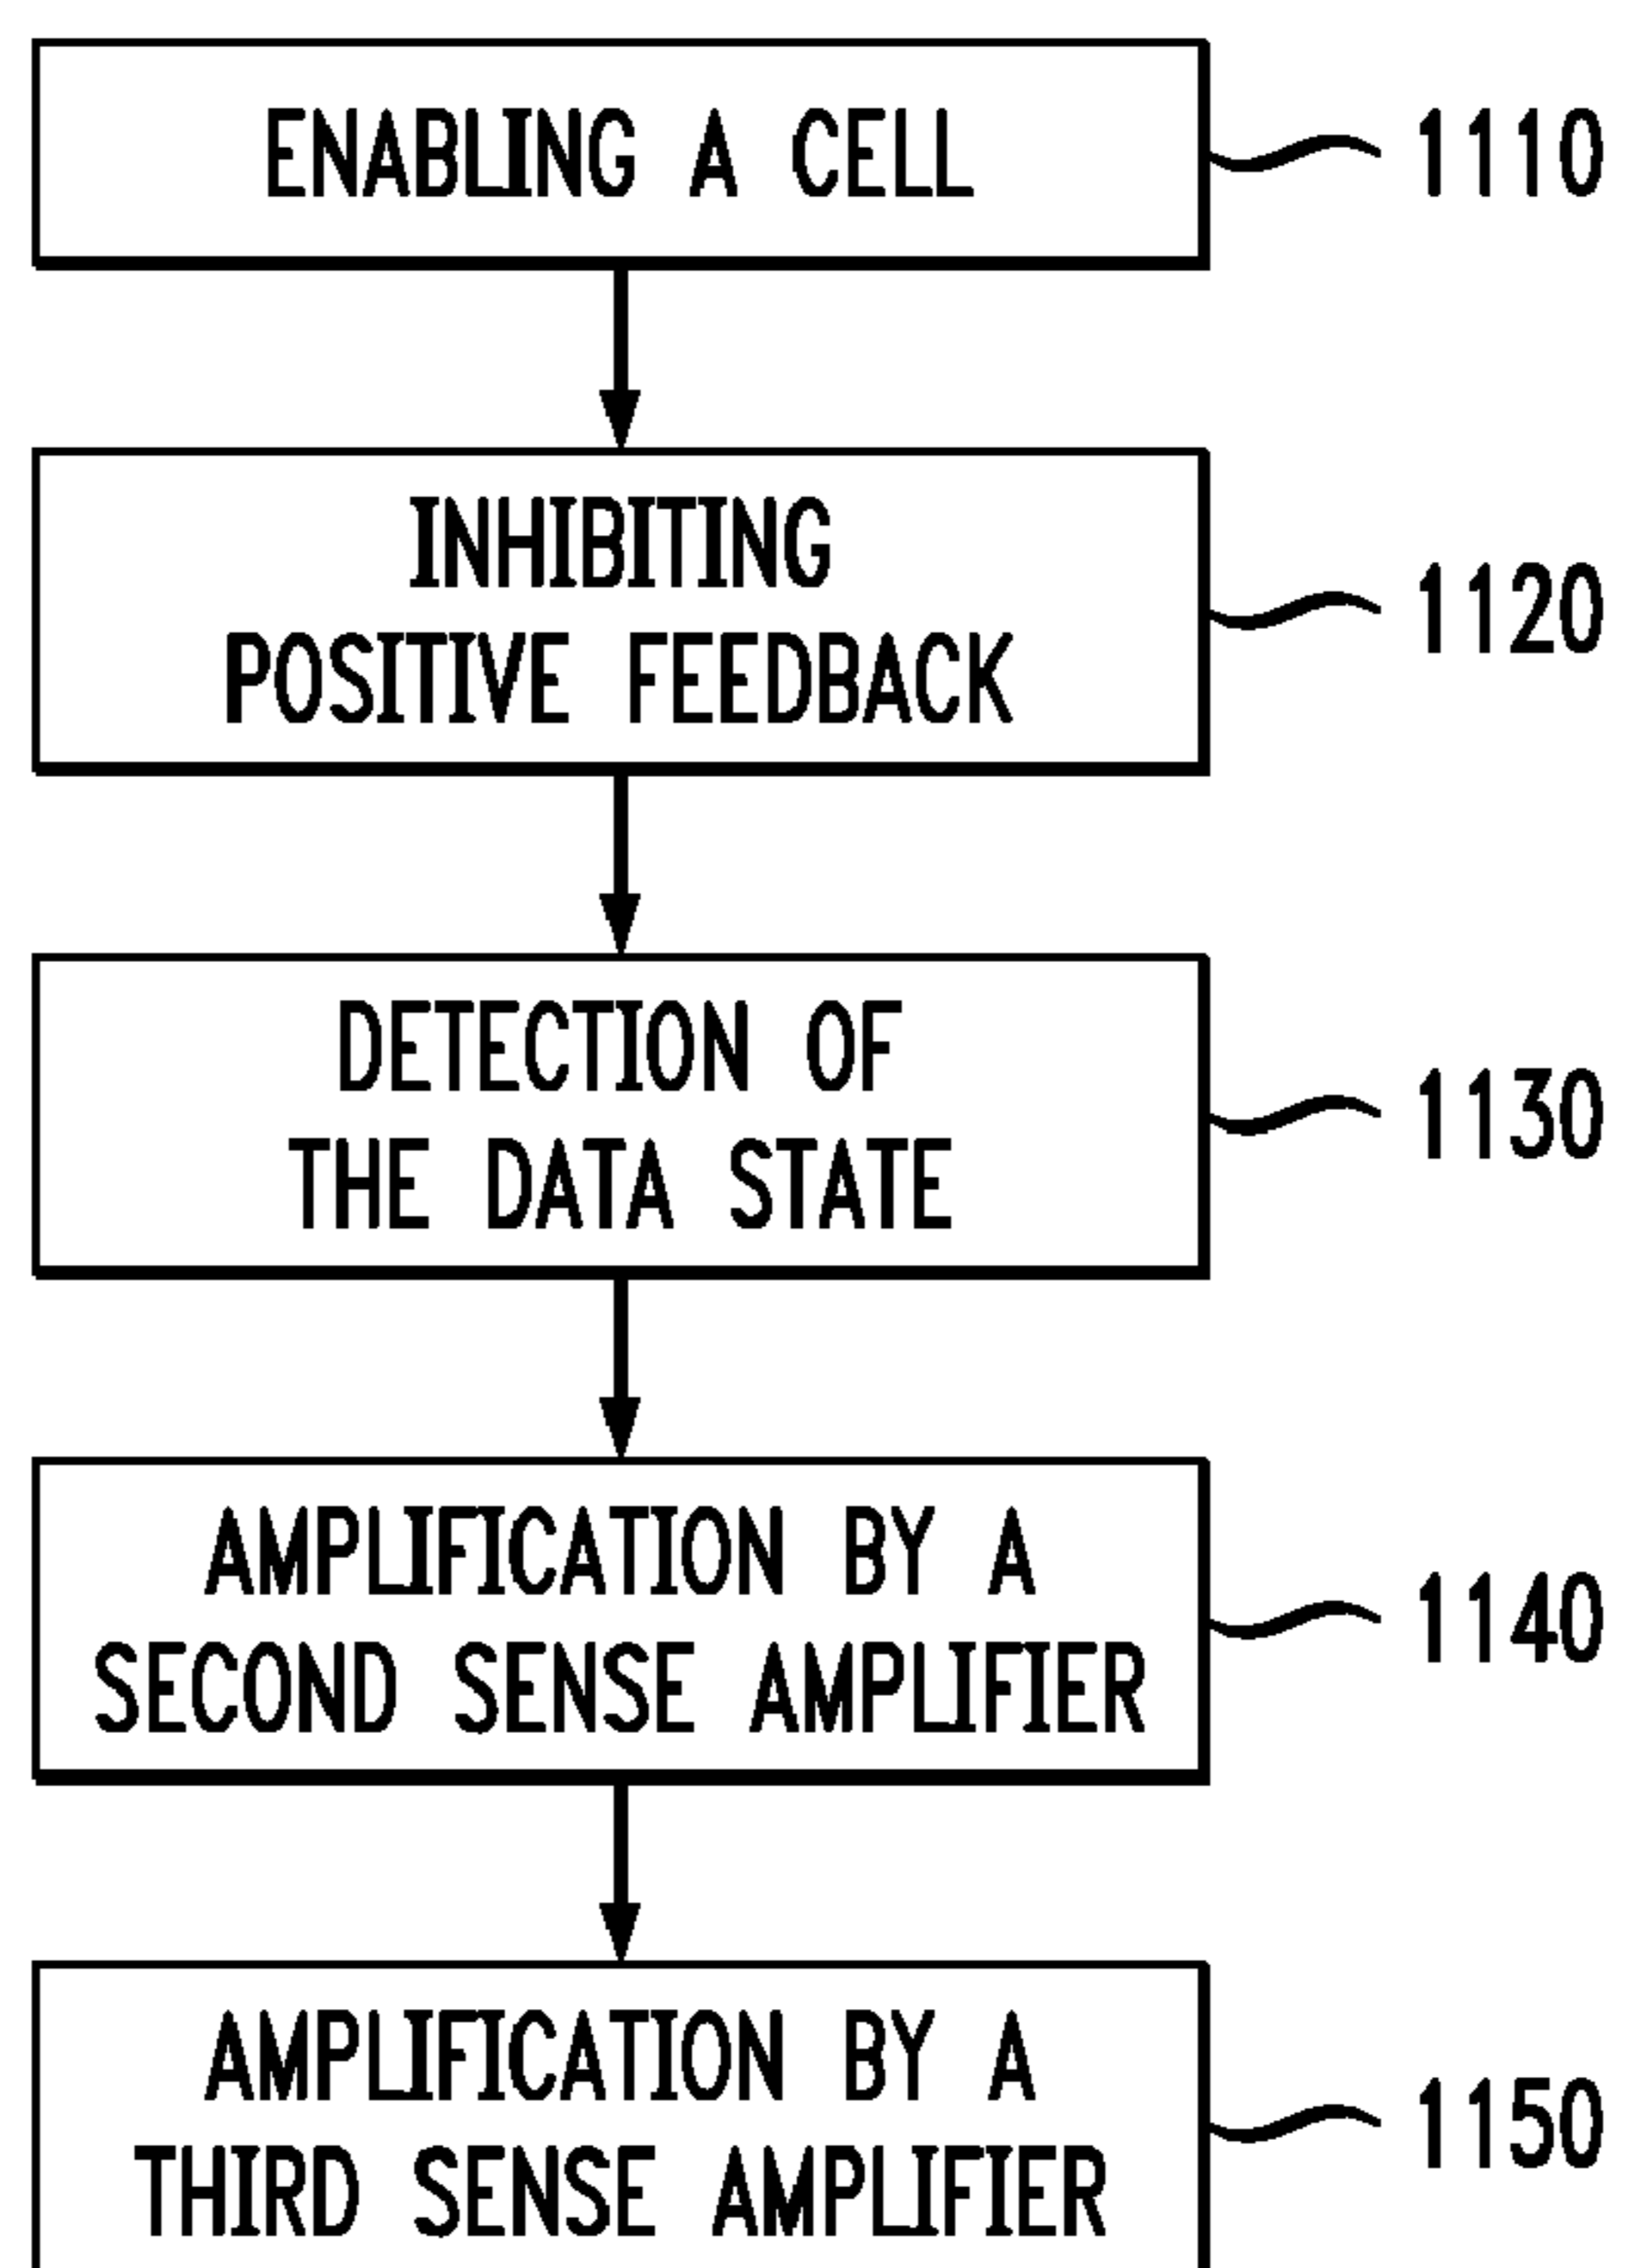 ENABLING A CELL
1110
INHIBITING
POSITIVE FEEDBACK
1120
DETECTION OF
THE DATA STATE
1130
AMPLIFICATION BY A
SECOND SENSE AMPLIFIER
1140
AMPLIFICATION BY A
THIRD SENSE AMPLIFIER
1150